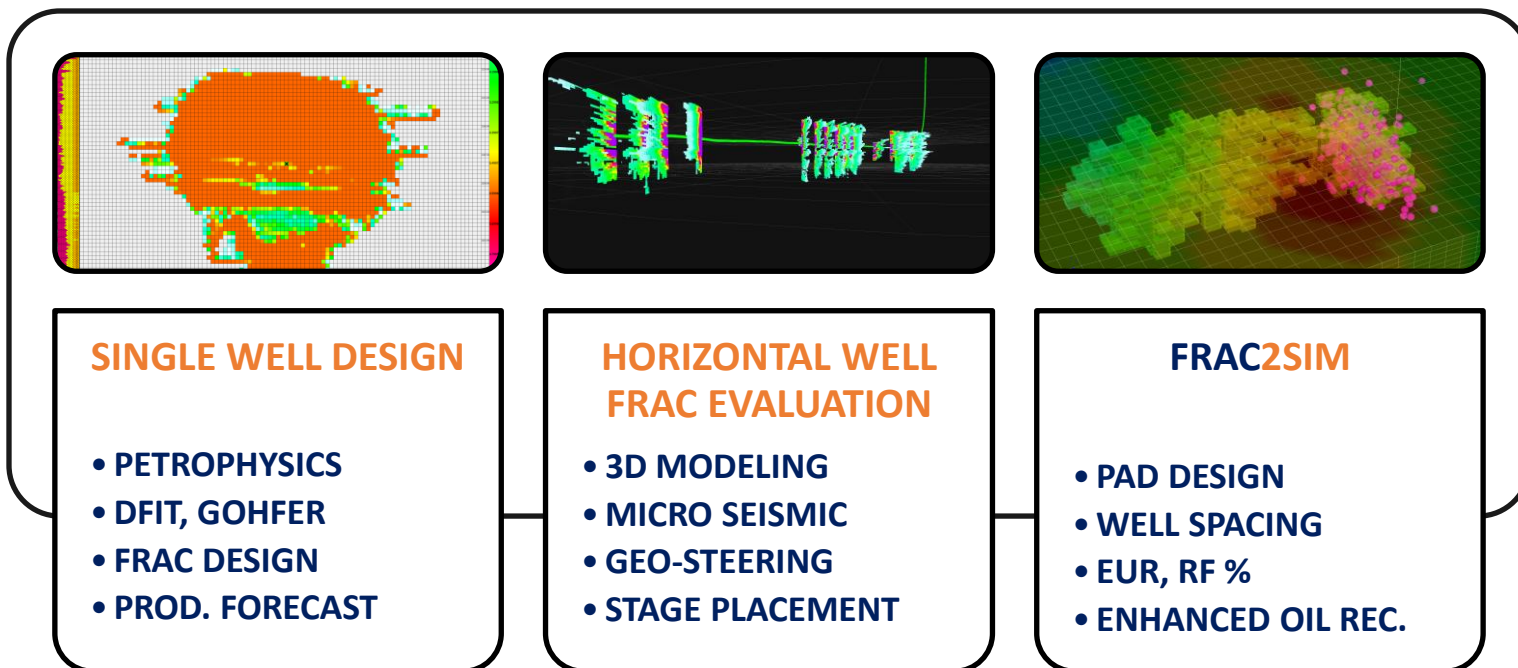 SINGLE WELL DESIGN
• PETROPHYSICS
• DFIT, GOHFER
• FRAC DESIGN
• PROD. FORECAST
HORIZONTAL WELL
FRAC EVALUATION
• 3D MODELING
• MICRO SEISMIC
• GEO-STEERING
• STAGE PLACEMENT
FRAC2SIM
• PAD DESIGN
• WELL SPACING
• EUR, RF %
• ENHANCED OIL REC.